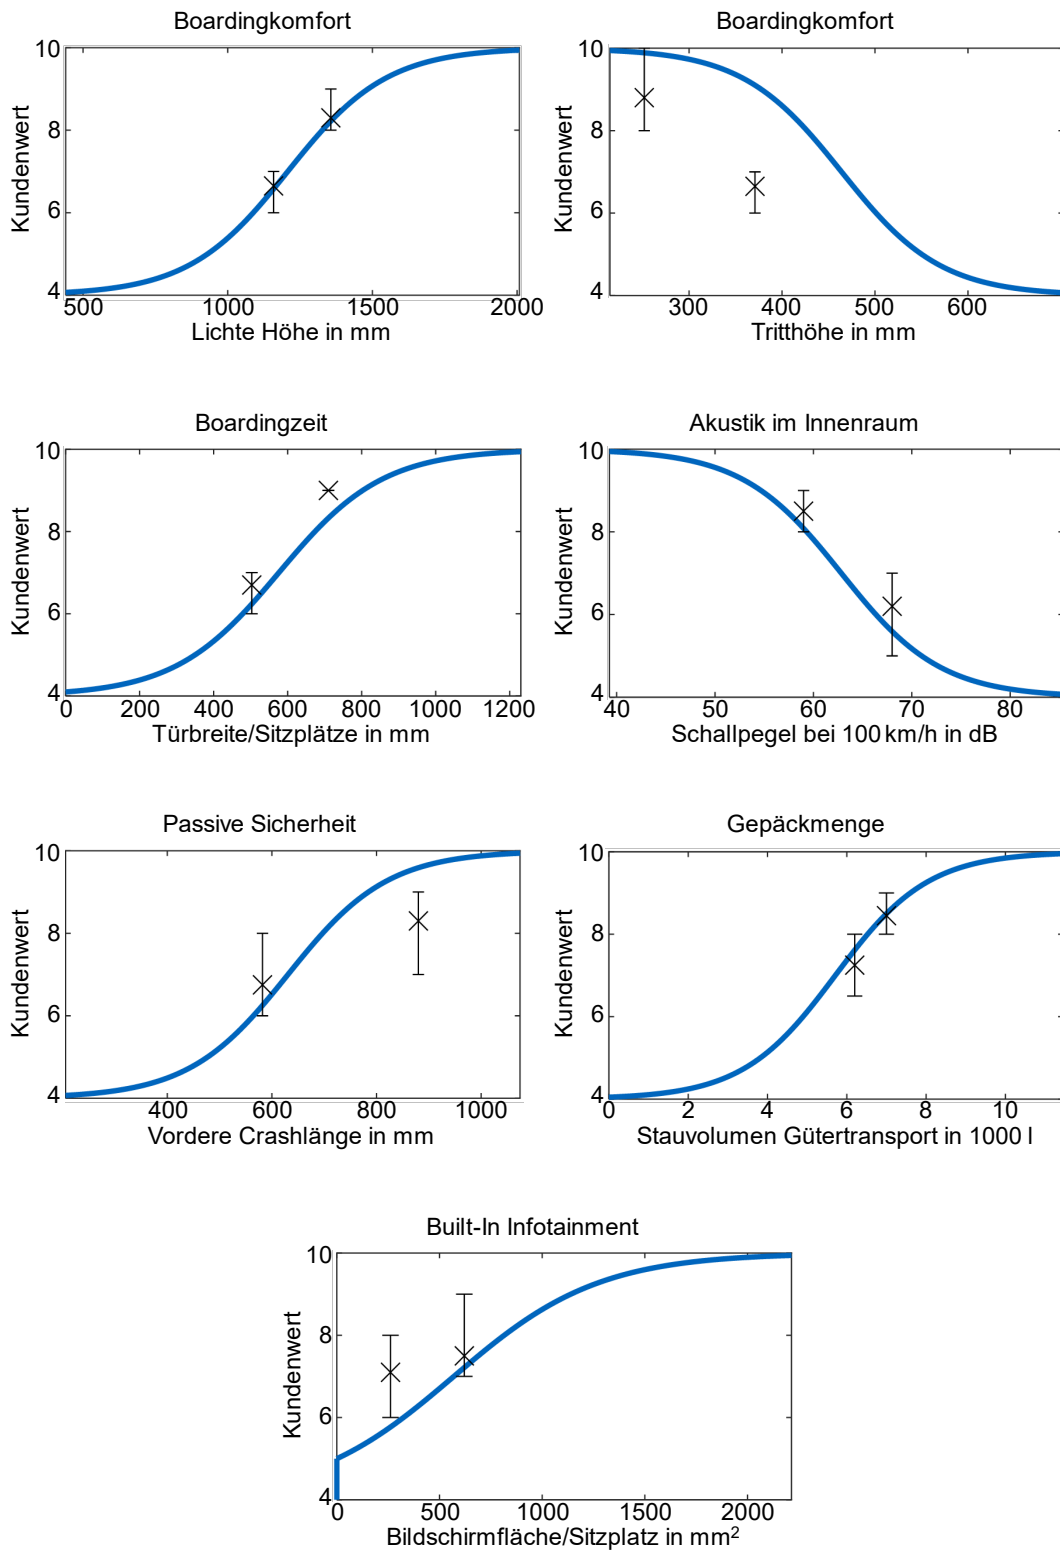 Boardingkomfort
Kundenwert
10
8
6
4
500 1000 1500 2000
Lichte Höhe in mm
Boardingkomfort
Kundenwert
10
8
6
4
300 400 500 600
Tritthöhe in mm
Boardingzeit
Kundenwert
10
8
6
4
0 200 400 600 800 1000 1200
Türbreite/Sitzplätze in mm
Akustik im Innenraum
Kundenwert
10
8
6
4
40 50 60 70 80
Schallpegel bei 100 km/h in dB
Passive Sicherheit
Kundenwert
10
8
6
4
400 600 800 1000
Vordere Crashlänge in mm
Gepäckmenge
Kundenwert
10
8
6
4
0 2 4 6 8 10
Stauvolumen Gütertransport in 1000 l
Built-In Infotainment
Kundenwert
10
8
6
4
0 500 1000 1500 2000
Bildschirmfläche/Sitzplatz in mm²